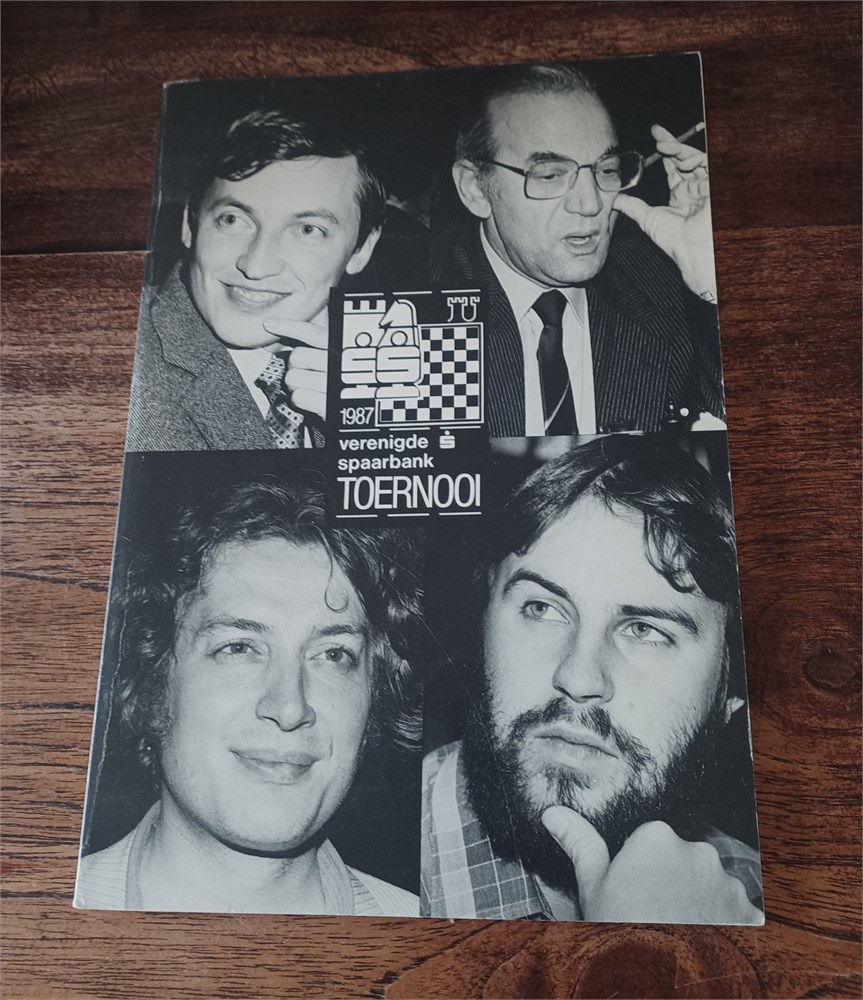 1987
verenigde
spaarbank
TOERNOOI